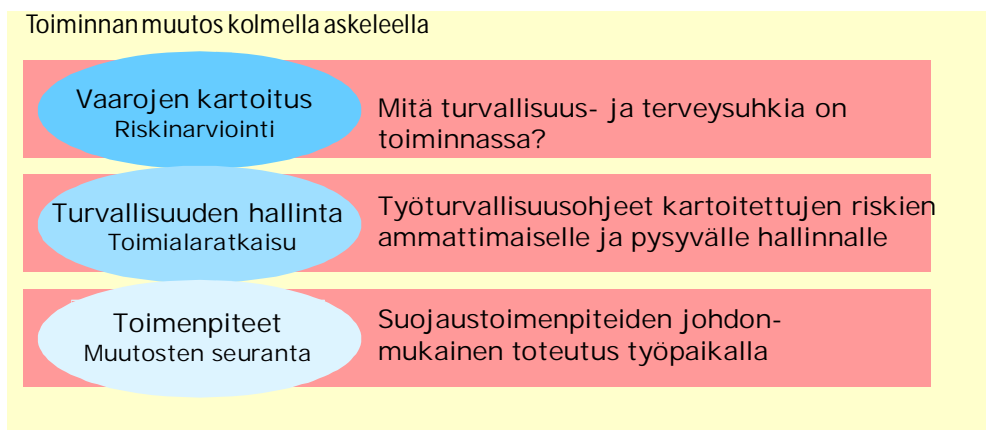 Toiminnan muutos kolmella askeleella
Vaarojen kartoitus
Riskinarviointi
Mitä turvallisuus- ja terveysuhkia on
toiminnassa?
Turvallisuuden hallinta
Toimialaratkaisu
Työturvallisuusohjeet kartoitettujen riskien
ammattimaiselle ja pysyvälle hallinnalle
Toimenpiteet
Muutosten seuranta
Suojaustoimenpiteiden johdon-
mukainen toteutus työpaikalla